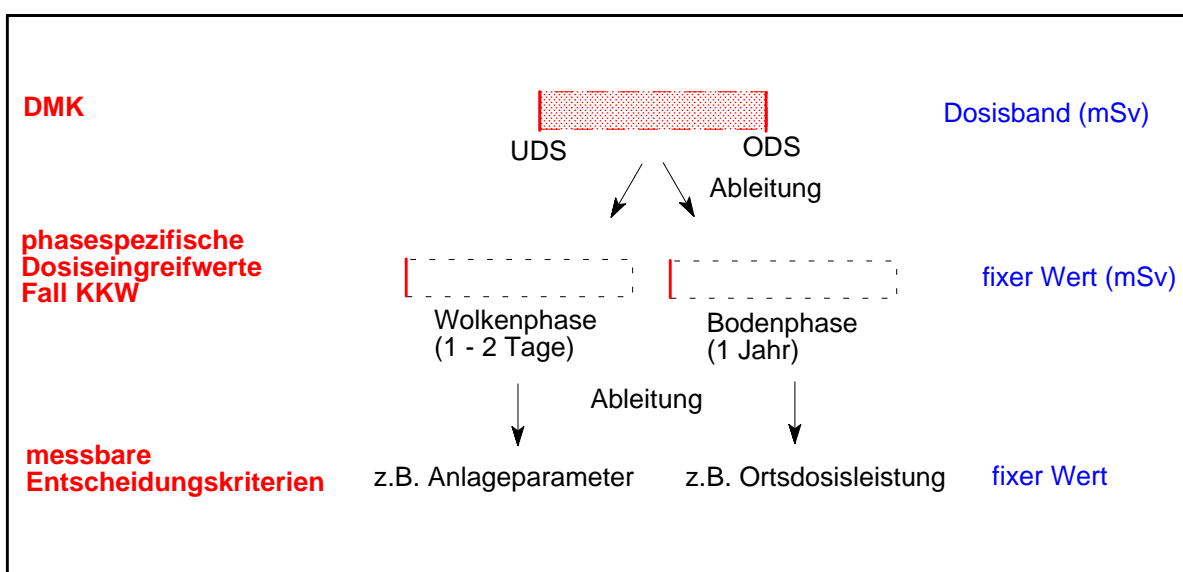 DMK
Dosisband (mSv)
UDS
ODS
Ableitung
phasespezifische
Dosiseingreifwerte
Fall KKW
fixer Wert (mSv)
Wolkenphase
(1 - 2 Tage)
Bodenphase
(1 Jahr)
Ableitung
messbare
Entscheidungskriterien
z.B. Anlageparameter
z.B. Ortsdosisleistung
fixer Wert